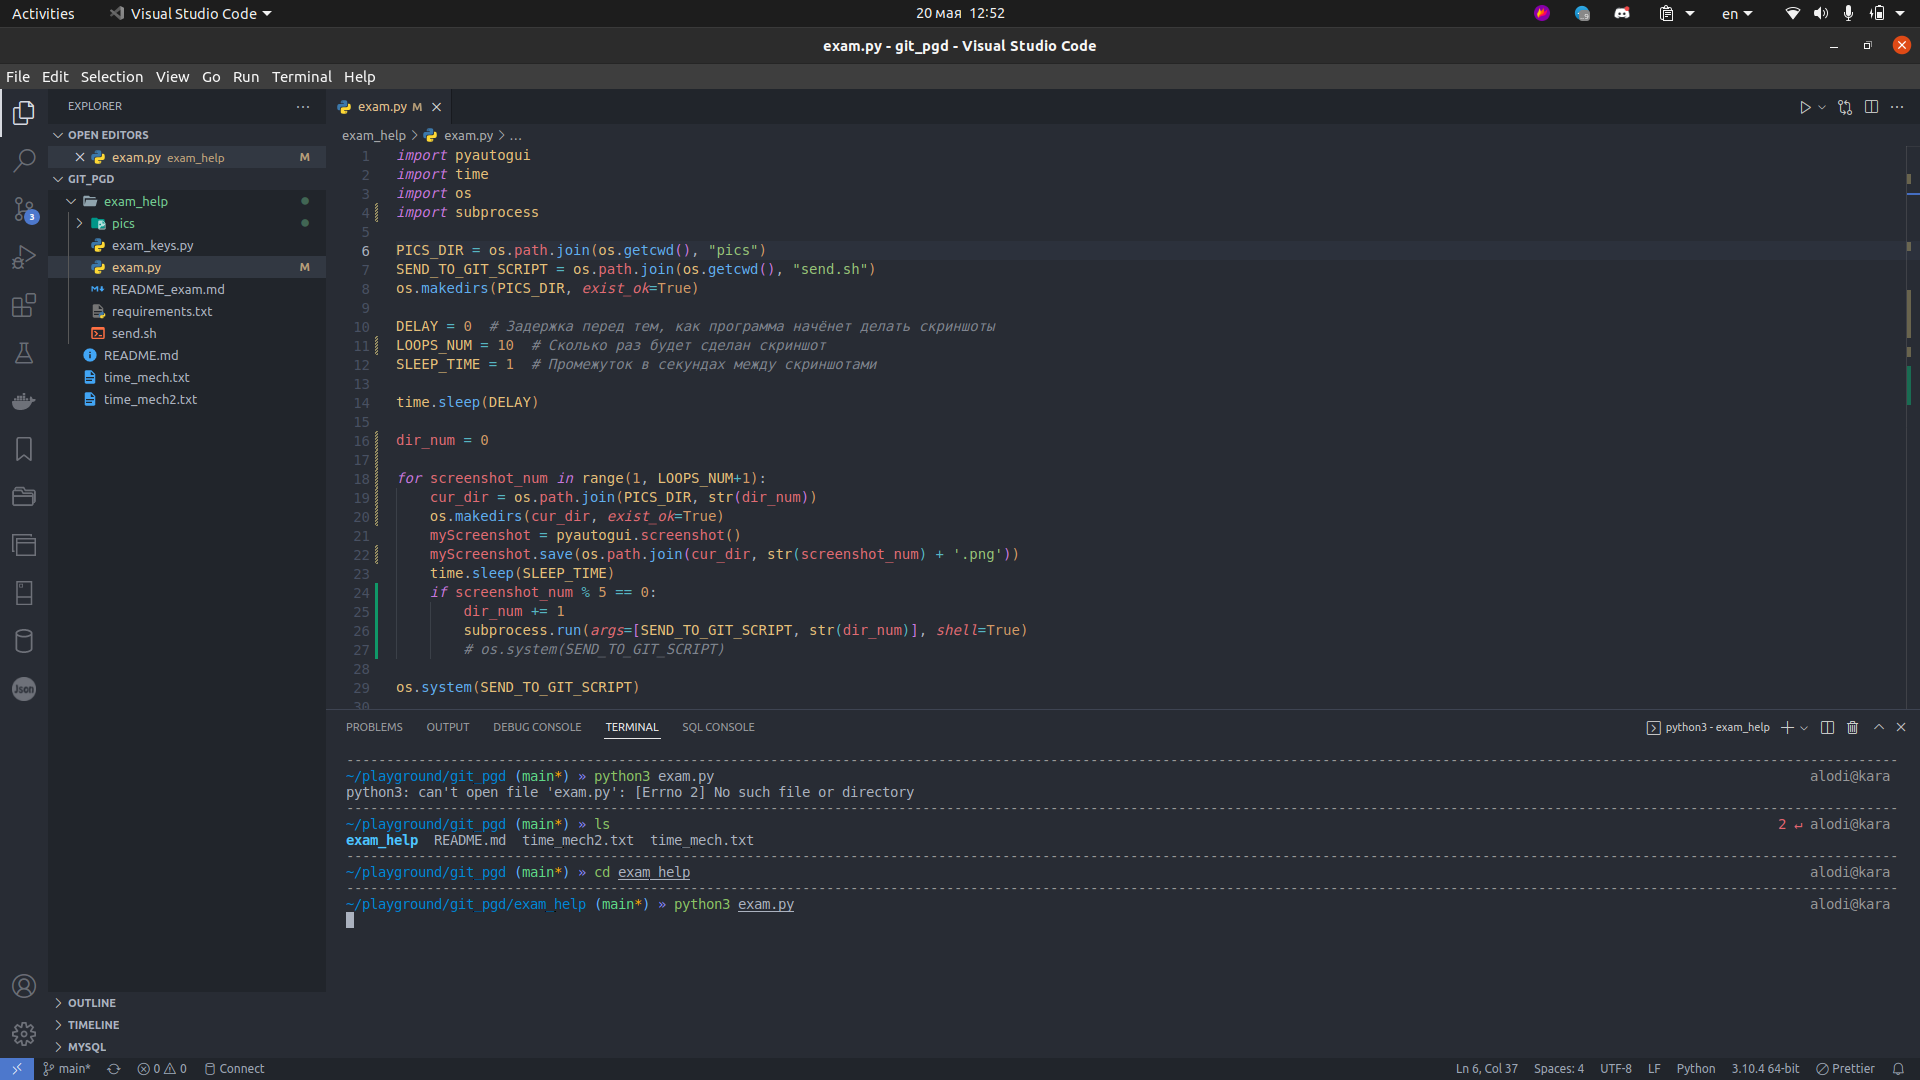 Activities Visual Studio Code 20 мая 12:52 en
exam.py - git_pgd - Visual Studio Code
File Edit Selection View Go Run Terminal Help
EXPLORER
OPEN EDITORS
exam.py exam_help M
GIT_PGD
exam_help
pics
exam_keys.py
exam.py M
README_exam.md
requirements.txt
send.sh
README.md
time_mech.txt
time_mech2.txt
OUTLINE
TIMELINE
MYSQL
3
Json
exam.py M
exam_help > exam.py > ...
1 import pyautogui
2 import time
3 import os
4 import subprocess
5
6 PICS_DIR = os.path.join(os.getcwd(), "pics")
7 SEND_TO_GIT_SCRIPT = os.path.join(os.getcwd(), "send.sh")
8 os.makedirs(PICS_DIR, exist_ok=True)
9
10 DELAY = 0 # Задержка перед тем, как программа начёнет делать скриншоты
11 LOOPS_NUM = 10 # Сколько раз будет сделан скриншот
12 SLEEP_TIME = 1 # Промежуток в секундах между скриншотами
13
14 time.sleep(DELAY)
15
16 dir_num = 0
17
18 for screenshot_num in range(1, LOOPS_NUM+1):
19 cur_dir = os.path.join(PICS_DIR, str(dir_num))
20 os.makedirs(cur_dir, exist_ok=True)
21 myScreenshot = pyautogui.screenshot()
22 myScreenshot.save(os.path.join(cur_dir, str(screenshot_num) + '.png'))
23 time.sleep(SLEEP_TIME)
24 if screenshot_num % 5 == 0:
25 dir_num += 1
26 subprocess.run(args=[SEND_TO_GIT_SCRIPT, str(dir_num)], shell=True)
27 # os.system(SEND_TO_GIT_SCRIPT)
28
29 os.system(SEND_TO_GIT_SCRIPT)
30
PROBLEMS OUTPUT DEBUG CONSOLE TERMINAL SQL CONSOLE python3 - exam_help
~/playground/git_pgd (main*) » python3 exam.py alodi@kara
python3: can't open file 'exam.py': [Errno 2] No such file or directory
~/playground/git_pgd (main*) » ls 2 ↵ alodi@kara
exam_help README.md time_mech2.txt time_mech.txt
~/playground/git_pgd (main*) » cd exam_help alodi@kara
~/playground/git_pgd/exam_help (main*) » python3 exam.py alodi@kara
main* 0 0 Connect Ln 6, Col 37 Spaces: 4 UTF-8 LF Python 3.10.4 64-bit Prettier